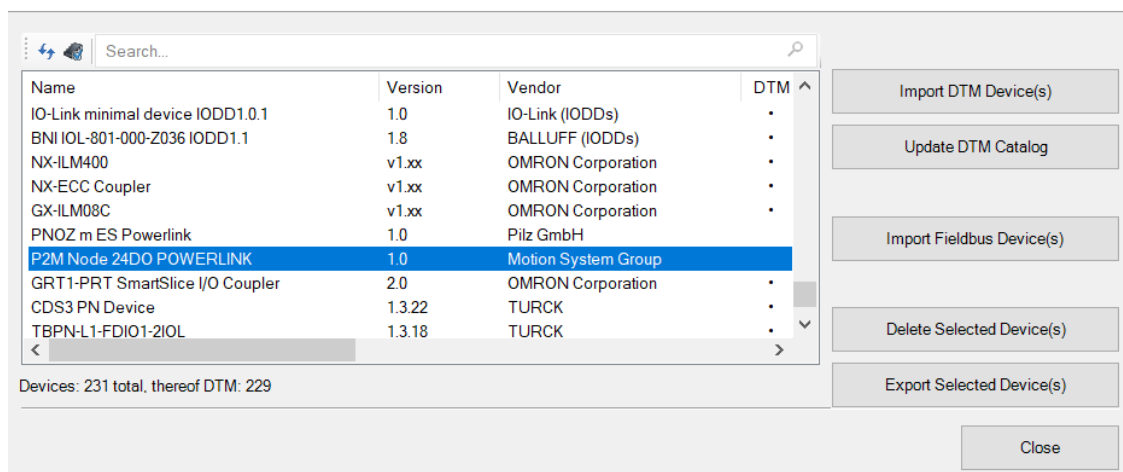 Search...
Name Version Vendor DTM
IO-Link minimal device IODD1.0.1 1.0 IO-Link (IODDs) •
BNI IOL-801-000-Z036 IODD1.1 1.8 BALLUFF (IODDs) •
NX-ILM400 v1.xx OMRON Corporation •
NX-ECC Coupler v1.xx OMRON Corporation •
GX-ILM08C v1.xx OMRON Corporation •
PNOZ m ES Powerlink 1.0 Pilz GmbH
P2M Node 24DO POWERLINK 1.0 Motion System Group
GRT1-PRT SmartSlice I/O Coupler 2.0 OMRON Corporation •
CDS3 PN Device 1.3.22 TURCK •
TBPN-L1-FDIO1-2IOL 1.3.18 TURCK •
Devices: 231 total, thereof DTM: 229
Import DTM Device(s)
Update DTM Catalog
Import Fieldbus Device(s)
Delete Selected Device(s)
Export Selected Device(s)
Close